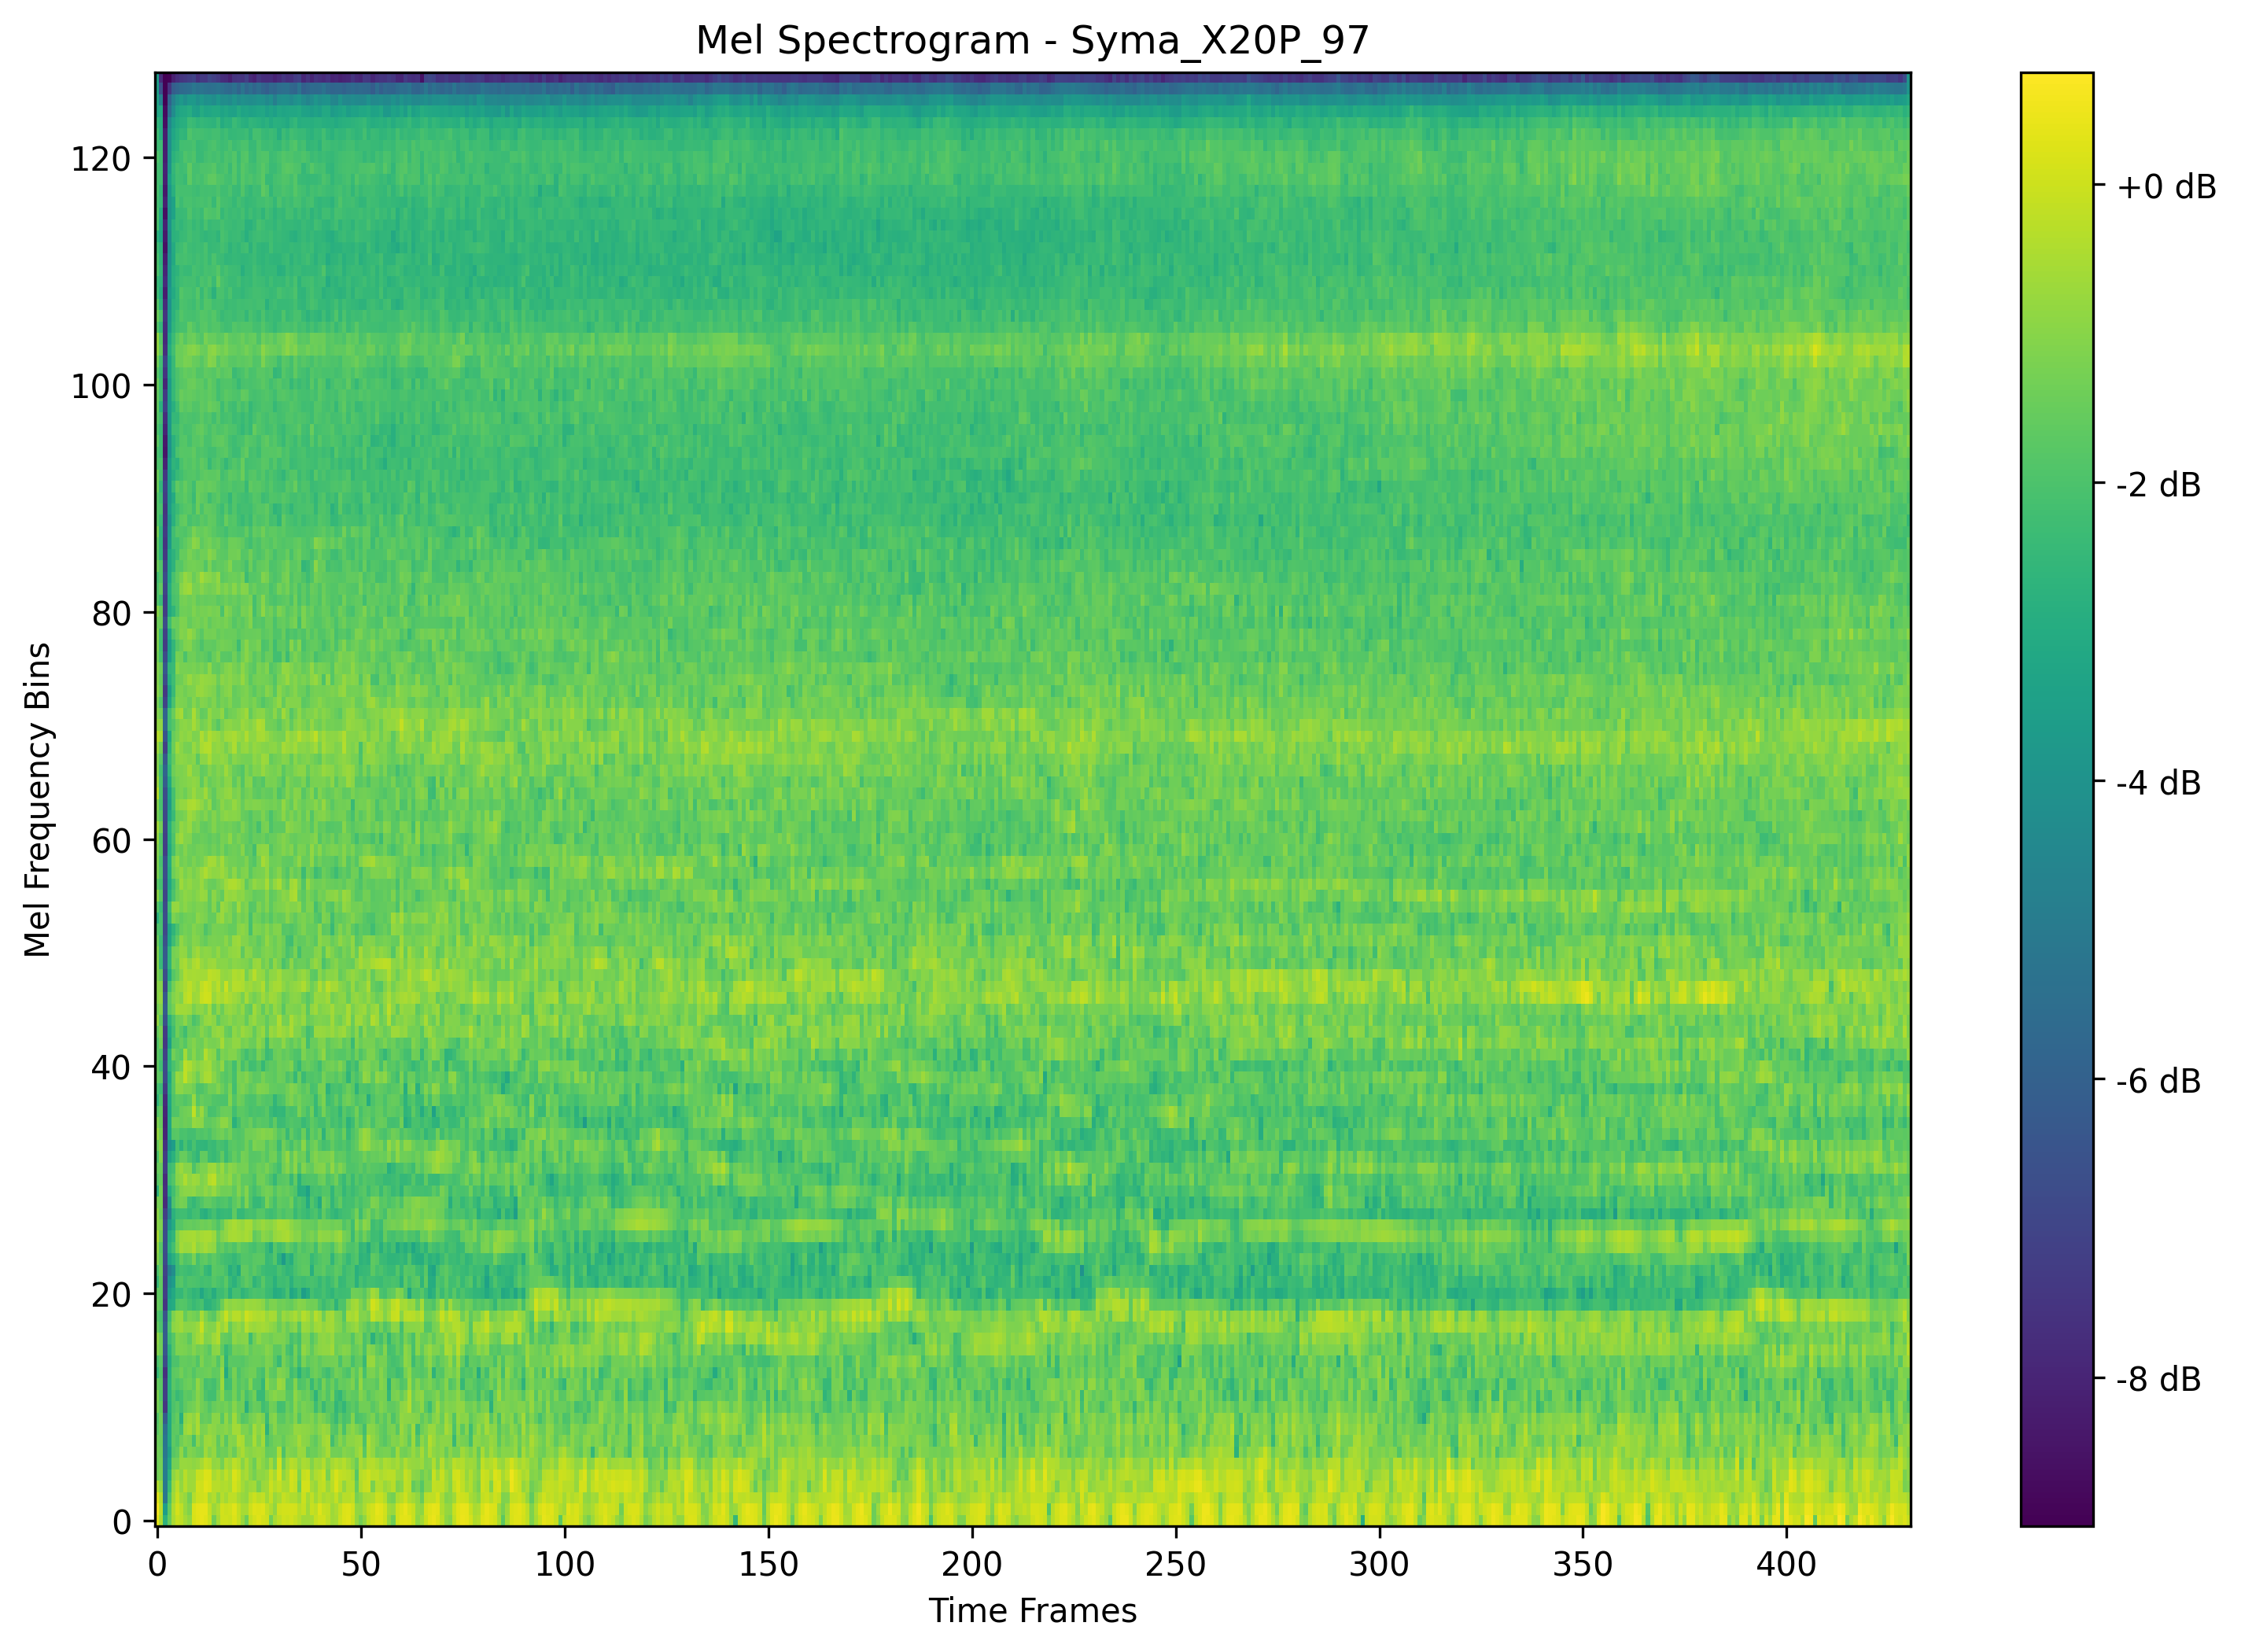 Mel Spectrogram - Syma_X20P_97
120
100
80
60
40
20
0
Mel Frequency Bins
0 50 100 150 200 250 300 350 400
Time Frames
+0 dB
-2 dB
-4 dB
-6 dB
-8 dB